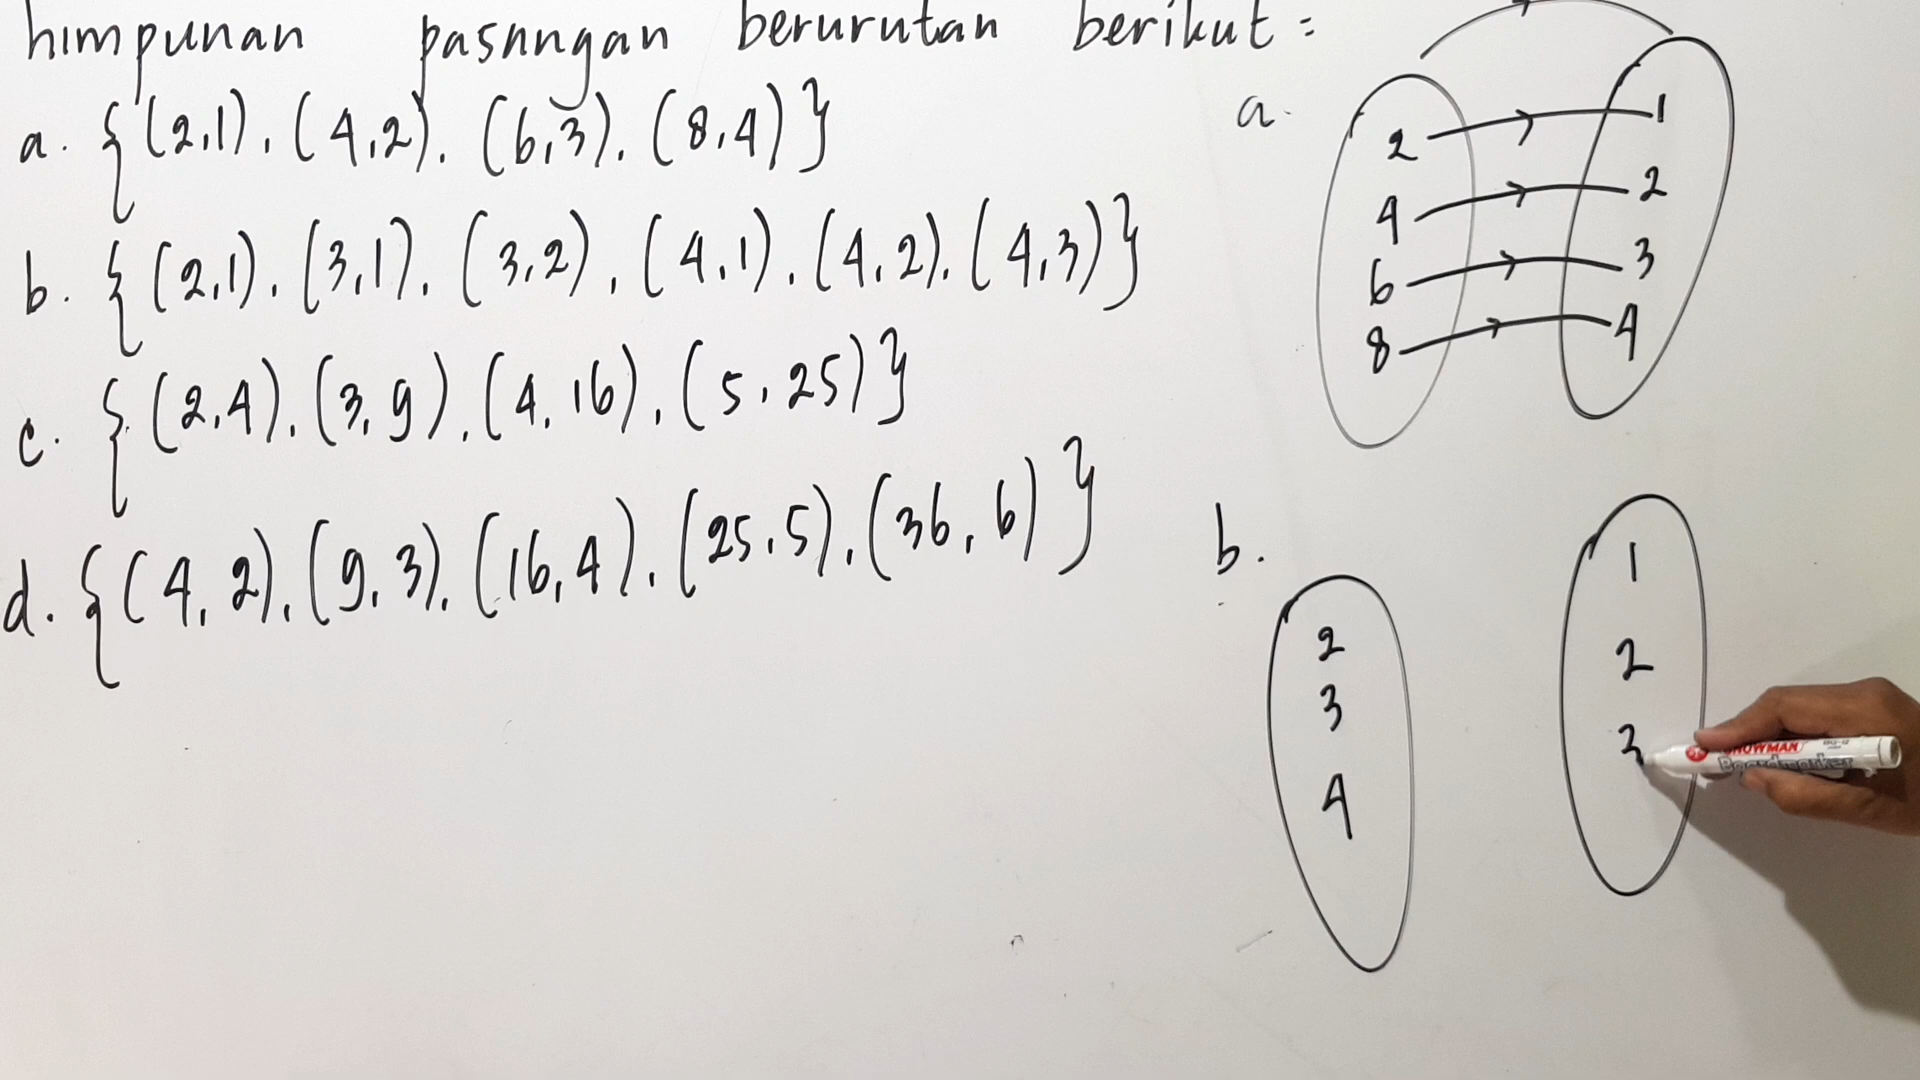 himpunan pasangan berurutan berikut :
a. {(2,1), (4,2), (6,3), (8,4)}
b. {(2,1), (3,1), (3,2), (4,1), (4,2), (4,3)}
c. {(2,4), (3,9), (4,16), (5,25)}
d. {(4,2), (9,3), (16,4), (25,5), (36,6)}
a.
2 1
4 2
6 3
8 4
b.
2 1
3 2
4 3
SNOWMAN
Boardmarker